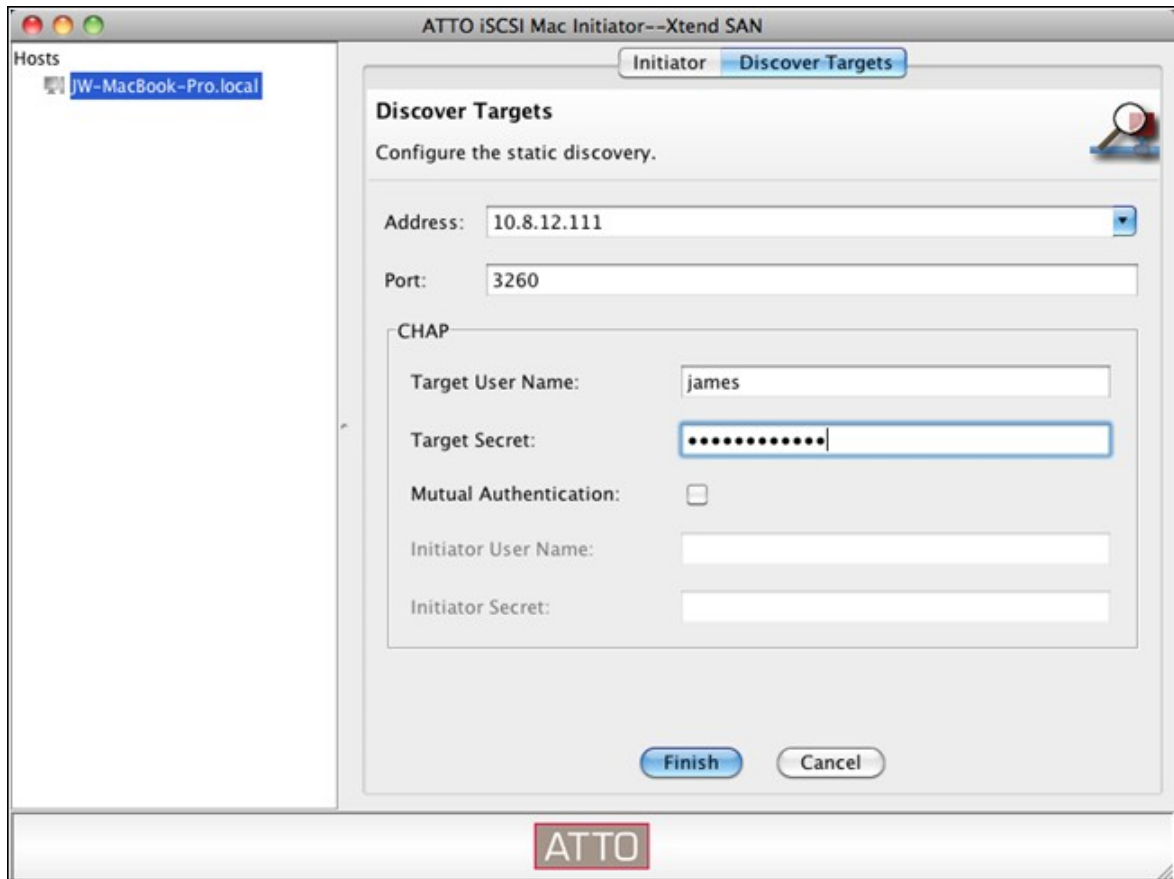 ATTO iSCSI Mac Initiator--Xtend SAN
Hosts
JW-MacBook-Pro.local
Initiator Discover Targets
Discover Targets
Configure the static discovery.
Address: 10.8.12.111
Port: 3260
CHAP
Target User Name: james
Target Secret: ••••••••••••
Mutual Authentication:
Initiator User Name:
Initiator Secret:
Finish Cancel
ATTO